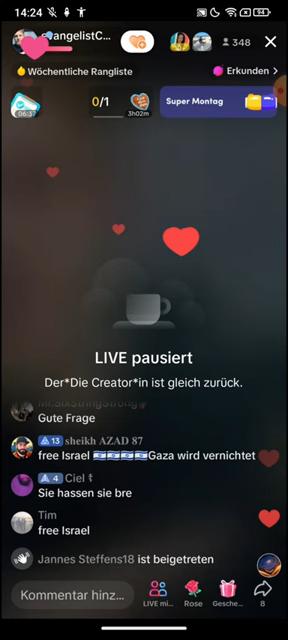 14:24
94
evangelistC...
348
Wöchentliche Rangliste
Erkunden >
06:37
0/1
3h02m
Super Montag
LIVE pausiert
Der*Die Creator*in ist gleich zurück.
Gute Frage
13 sheikh AZAD 87
free Israel 🇮🇱🇮🇱🇮🇱🇮🇱Gaza wird vernichtet
4 Ciel
Sie hassen sie bre
Tim
free Israel
Jannes Steffens18 ist beigetreten
Kommentar hinz...
LIVE mi...
Rose
Gesche...
8